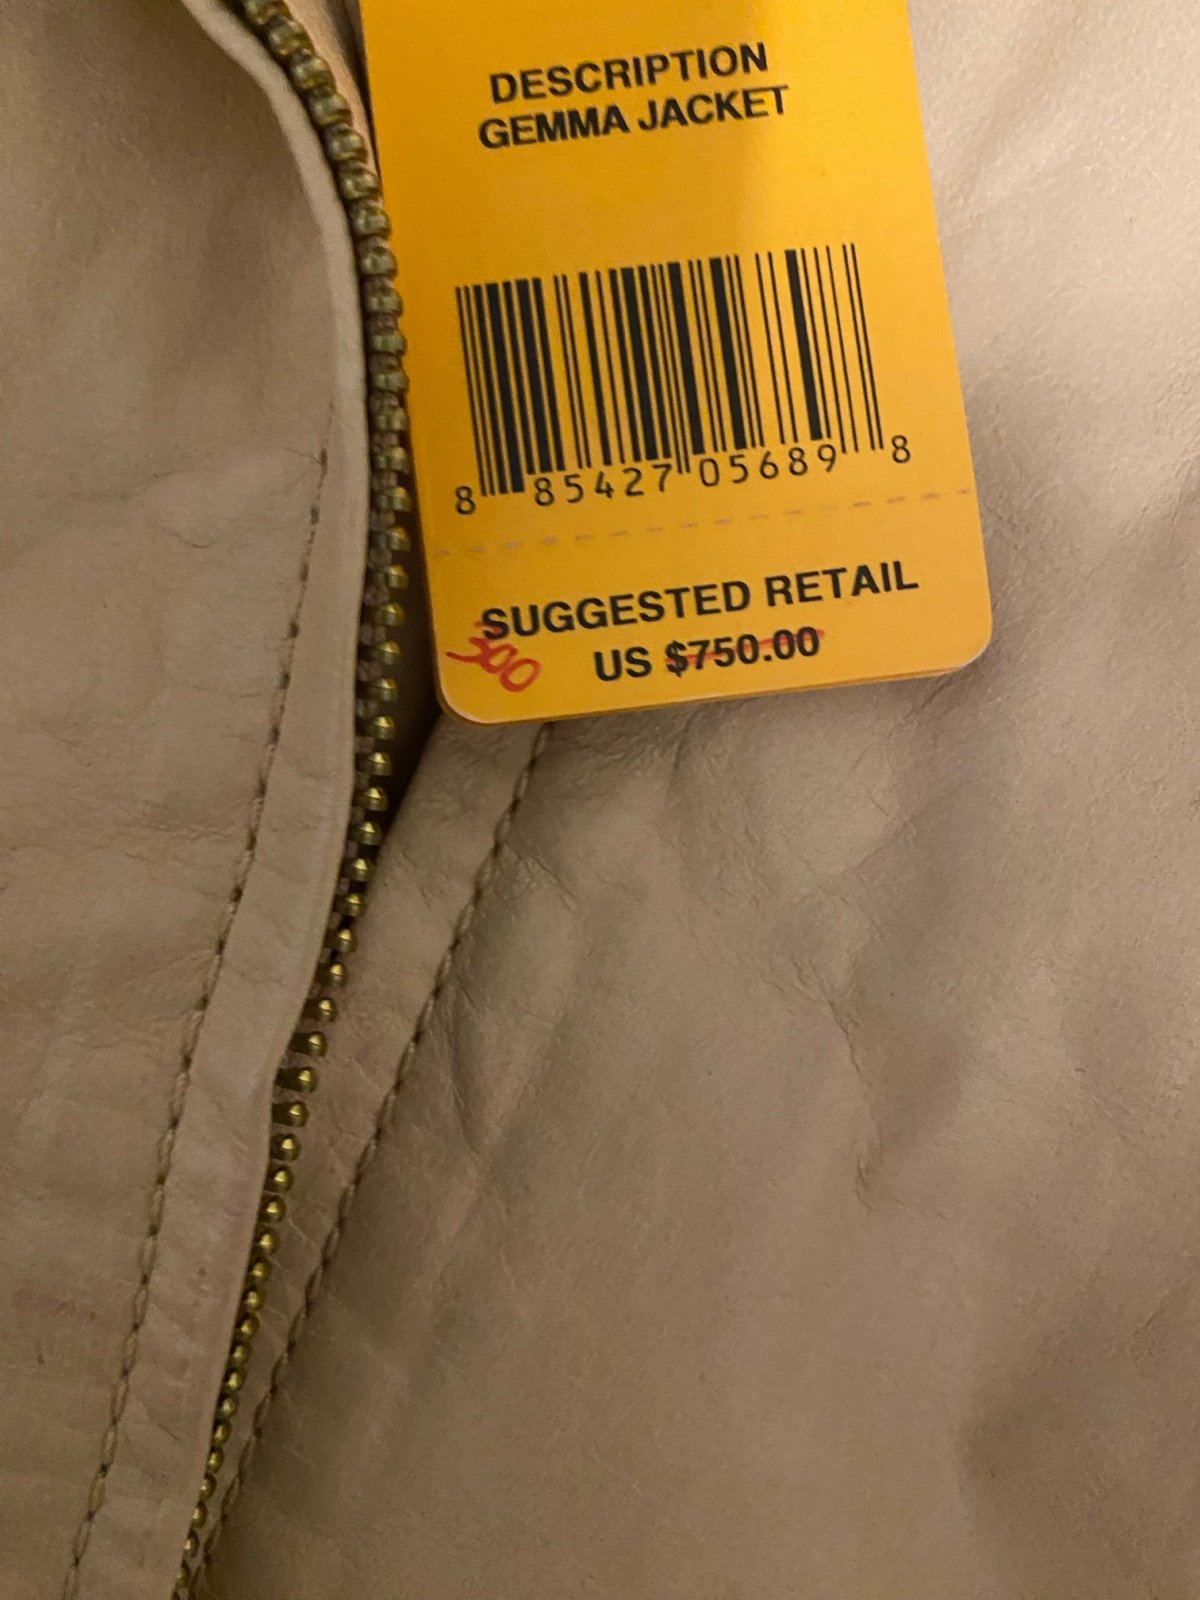 DESCRIPTION
GEMMA JACKET
8 85427 05689 8
SUGGESTED RETAIL
300 US $750.00